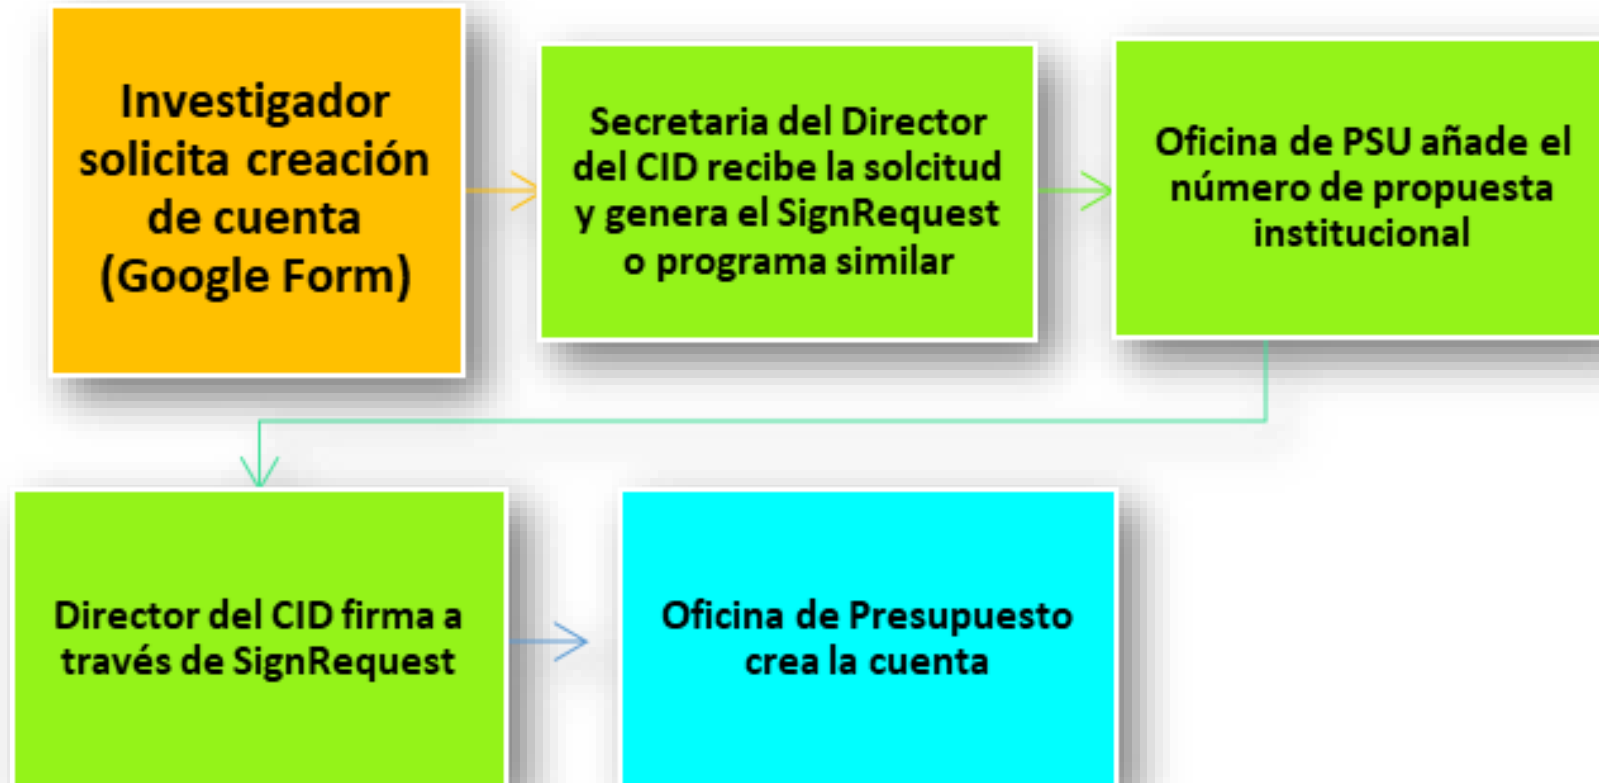 Investigador
solicita creación
de cuenta
(Google Form)
Secretaria del Director
del CID recibe la solcitud
y genera el SignRequest
o programa similar
Oficina de PSU añade el
número de propuesta
institucional
Director del CID firma a
través de SignRequest
Oficina de Presupuesto
crea la cuenta